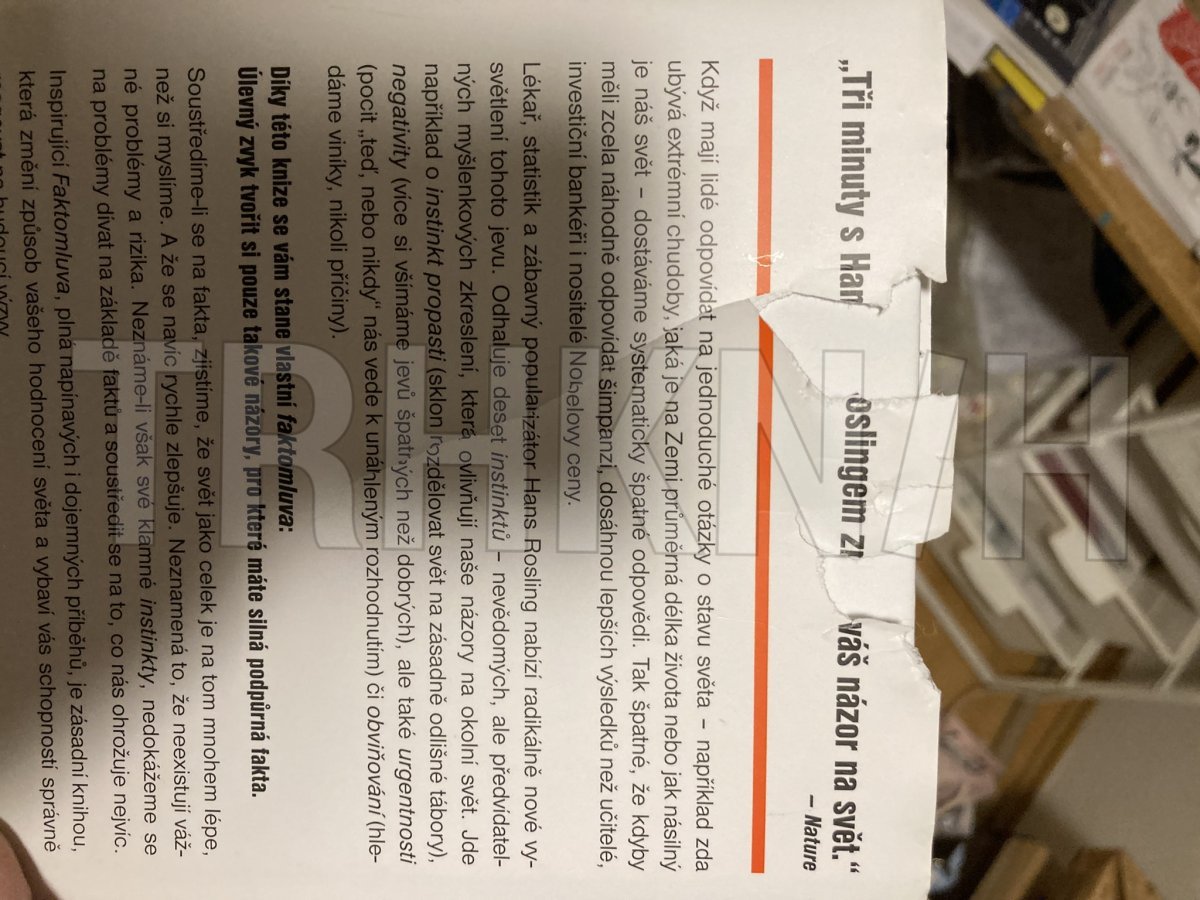 „Tři minuty s oslingem váš názor na svět.“
– Nature
Když mají lidé odpovídat na jednoduché otázky o stavu světa – například zda
ubývá extrémní chudoby, jaká je na Zemi průměrná délka života nebo jak násilný
je náš svět – dostáváme systematicky špatné odpovědi. Tak špatné, že kdyby
měli zcela náhodně odpovídat šimpanzi, dosáhnou lepších výsledků než učitelé,
investiční bankéři i nositelé Nobelovy ceny.
Lékař, statistik a zábavný popularizátor Hans Rosling nabízí radikálně nové vy-
světlení tohoto jevu. Odhaluje deset instinktů – nevědomých, ale předvídatel-
ných myšlenkových zkreslení, která ovlivňují naše názory na okolní svět. Jde
například o instinkt propasti (sklon rozdělovat svět na zásadně odlišné tábory),
negativity (více si všímáme jevů špatných než dobrých), ale také urgentnosti
(pocit „teď, nebo nikdy“ nás vede k unáhleným rozhodnutím) či obviňování (hle-
dáme viníky, nikoli příčiny).
Díky této knize se vám stane vlastní faktomluva:
Úlevný zvyk tvořit si pouze takové názory, pro které máte silná podpůrná fakta.
Soustředíme-li se na fakta, zjistíme, že svět jako celek je na tom mnohem lépe,
než si myslíme. A že se navíc rychle zlepšuje. Neznamená to, že neexistují váž-
né problémy a rizika. Neznáme-li však své klamné instinkty, nedokážeme se
na problémy dívat na základě faktů a soustředit se na to, co nás ohrožuje nejvíc.
Inspirující Faktomluva, plná napínavých i dojemných příběhů, je zásadní knihou,
která změní způsob vašeho hodnocení světa a vybaví vás schopností správně
na budoucí výzvy
TRHKNIH